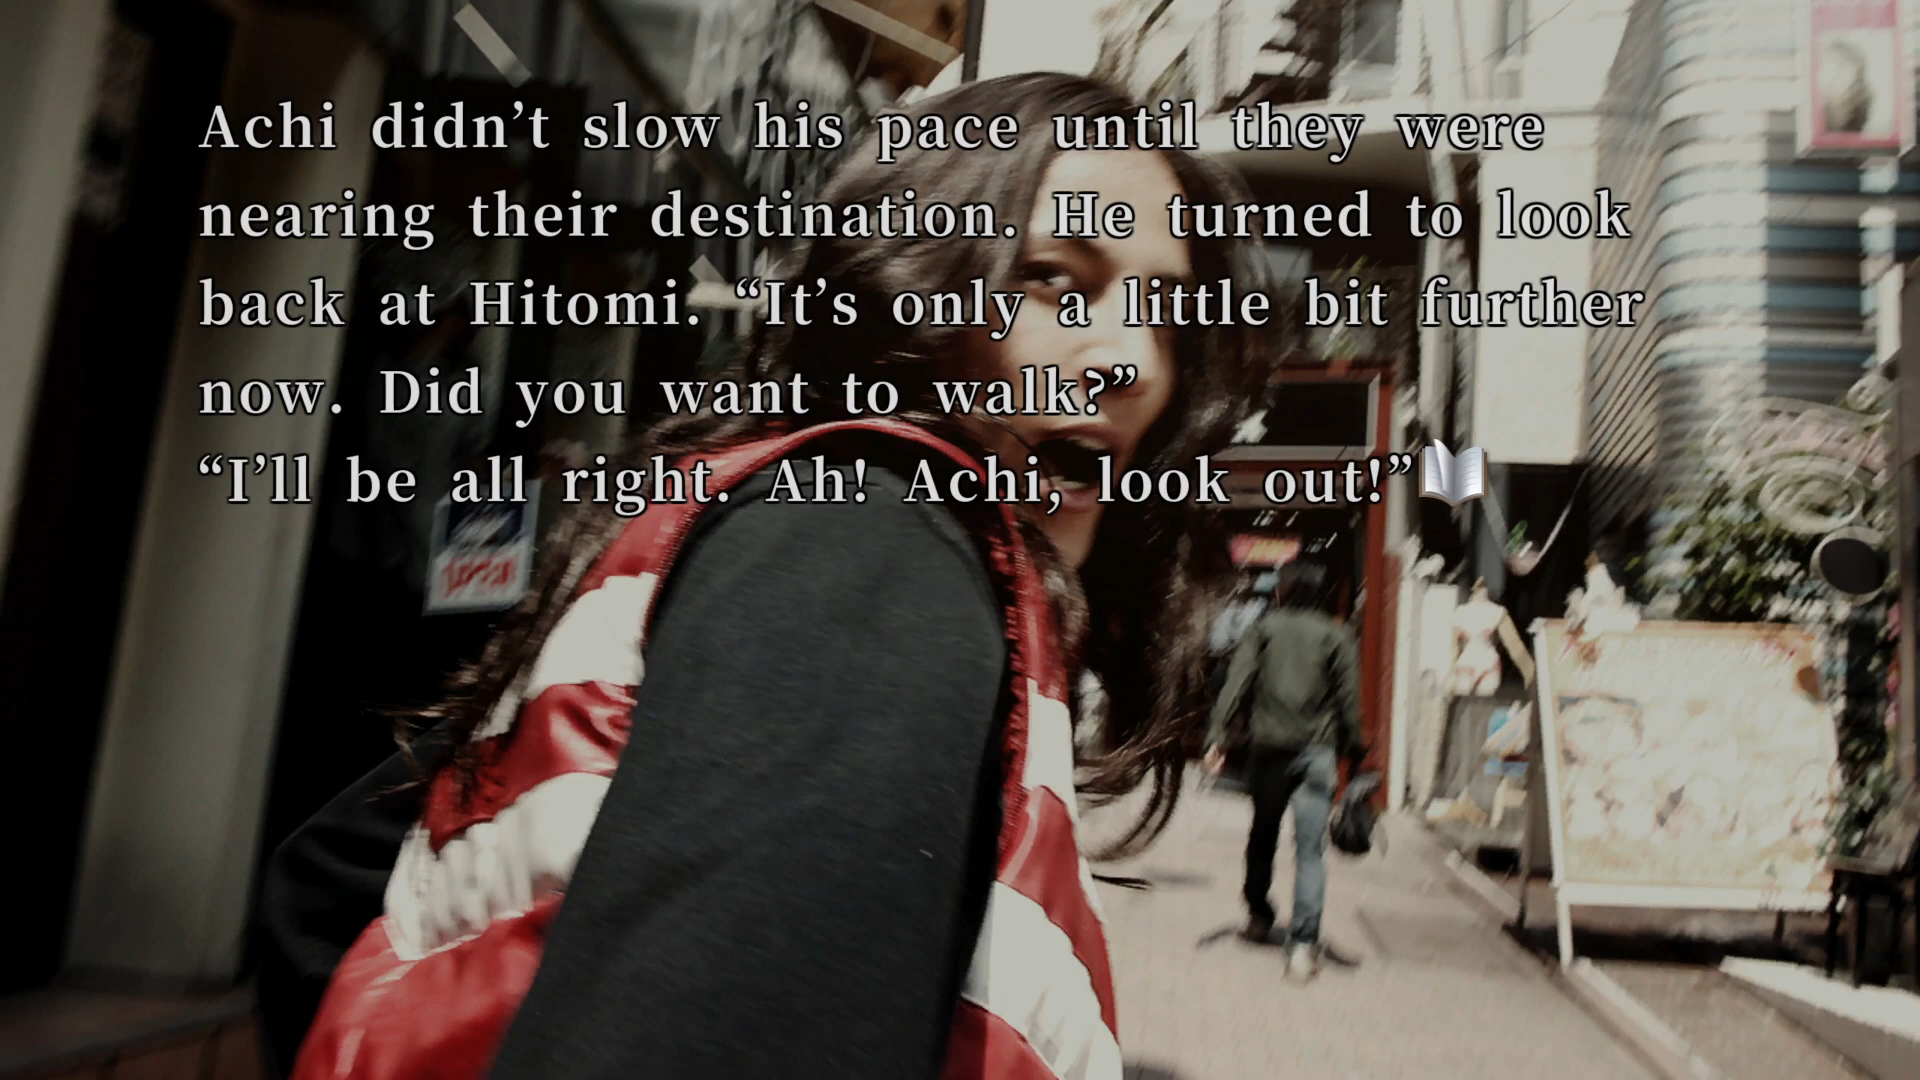 Achi didn’t slow his pace until they were
nearing their destination. He turned to look
back at Hitomi. “It’s only a little bit further
now. Did you want to walk?”
“I’ll be all right. Ah! Achi, look out!”